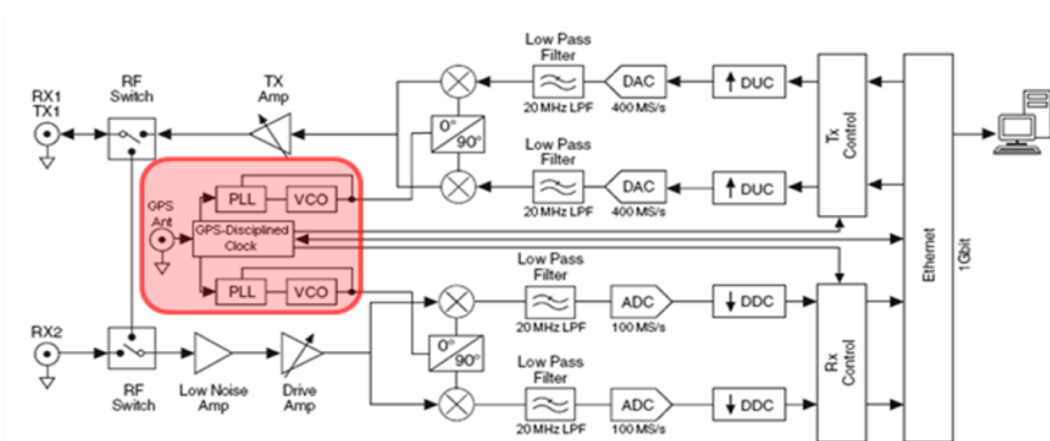 RX1
TX1
RF
Switch
TX
Amp
0°
90°
Low Pass
Filter
20 MHz LPF
DAC
400 MS/s
DUC
Low Pass
Filter
20 MHz LPF
DAC
400 MS/s
DUC
Tx
Control
Ethernet
1Gbit
GPS
Ant
PLL
VCO
GPS-Disciplined
Clock
PLL
VCO
RX2
RF
Switch
Low Noise
Amp
Drive
Amp
0°
90°
Low Pass
Filter
20 MHz LPF
ADC
100 MS/s
DDC
Low Pass
Filter
20 MHz LPF
ADC
100 MS/s
DDC
Rx
Control